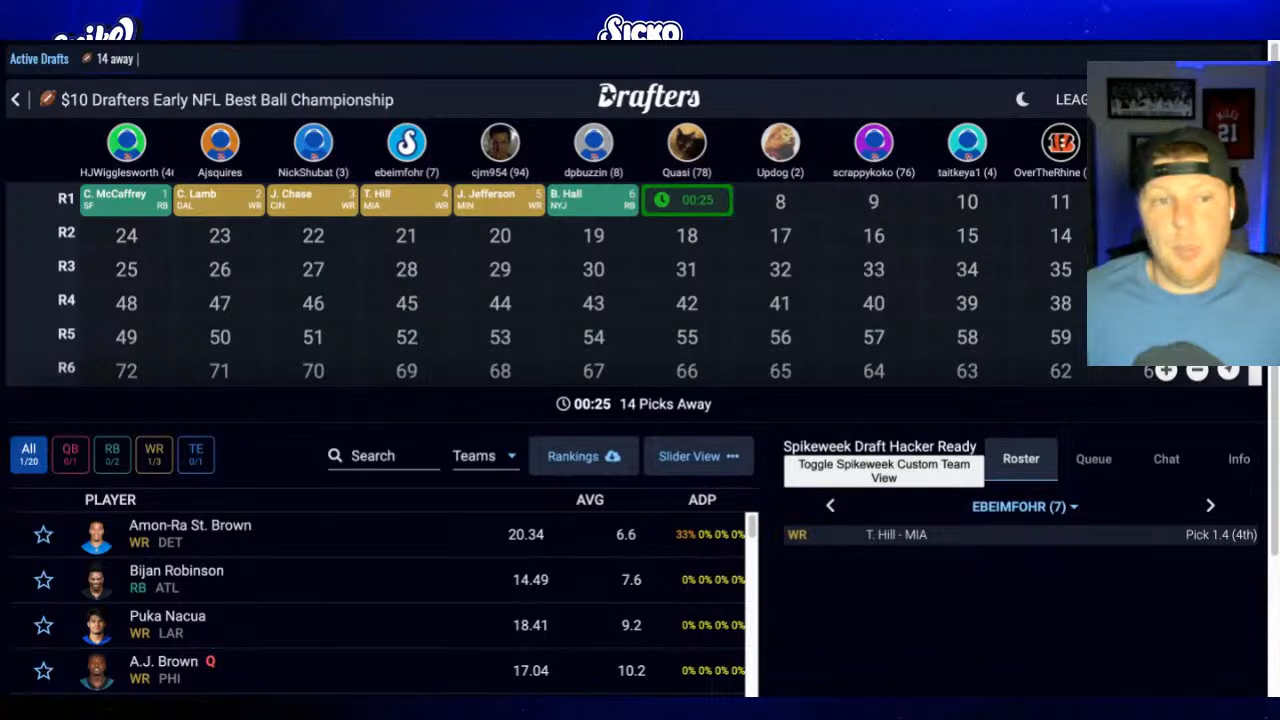 SICKO
Active Drafts 14 away
$10 Drafters Early NFL Best Ball Championship Drafters LEAG
HJWigglesworth (4 Ajsquires NickShubat (3) ebeimfohr (7) cjm954 (94) dpbuzzin (8) Quasi (78) Updog (2) scrappykoko (76) taitkeya1 (4) OverTheRhine (
R1 C. McCaffrey 1 SF RB C. Lamb 2 DAL WR J. Chase 3 CIN WR T. Hill 4 MIA WR J. Jefferson 5 MIN WR B. Hall 6 NYJ RB 00:25 8 9 10 11
R2 24 23 22 21 20 19 18 17 16 15 14
R3 25 26 27 28 29 30 31 32 33 34 35
R4 48 47 46 45 44 43 42 41 40 39 38
R5 49 50 51 52 53 54 55 56 57 58 59
R6 72 71 70 69 68 67 66 65 64 63 62 6
00:25 14 Picks Away
All 1/20 QB 0/1 RB 0/2 WR 1/3 TE 0/1 Search Teams Rankings Slider View
Spikeweek Draft Hacker Ready
Toggle Spikeweek Custom Team View
Roster Queue Chat Info
PLAYER AVG ADP
EBEIMFOHR (7)
WR T. Hill - MIA Pick 1.4 (4th)
Amon-Ra St. Brown 20.34 6.6 33% 0% 0% 0%
WR DET
Bijan Robinson 14.49 7.6 0% 0% 0% 0%
RB ATL
Puka Nacua 18.41 9.2 0% 0% 0% 0%
WR LAR
A.J. Brown Q 17.04 10.2 0% 0% 0% 0%
WR PHI